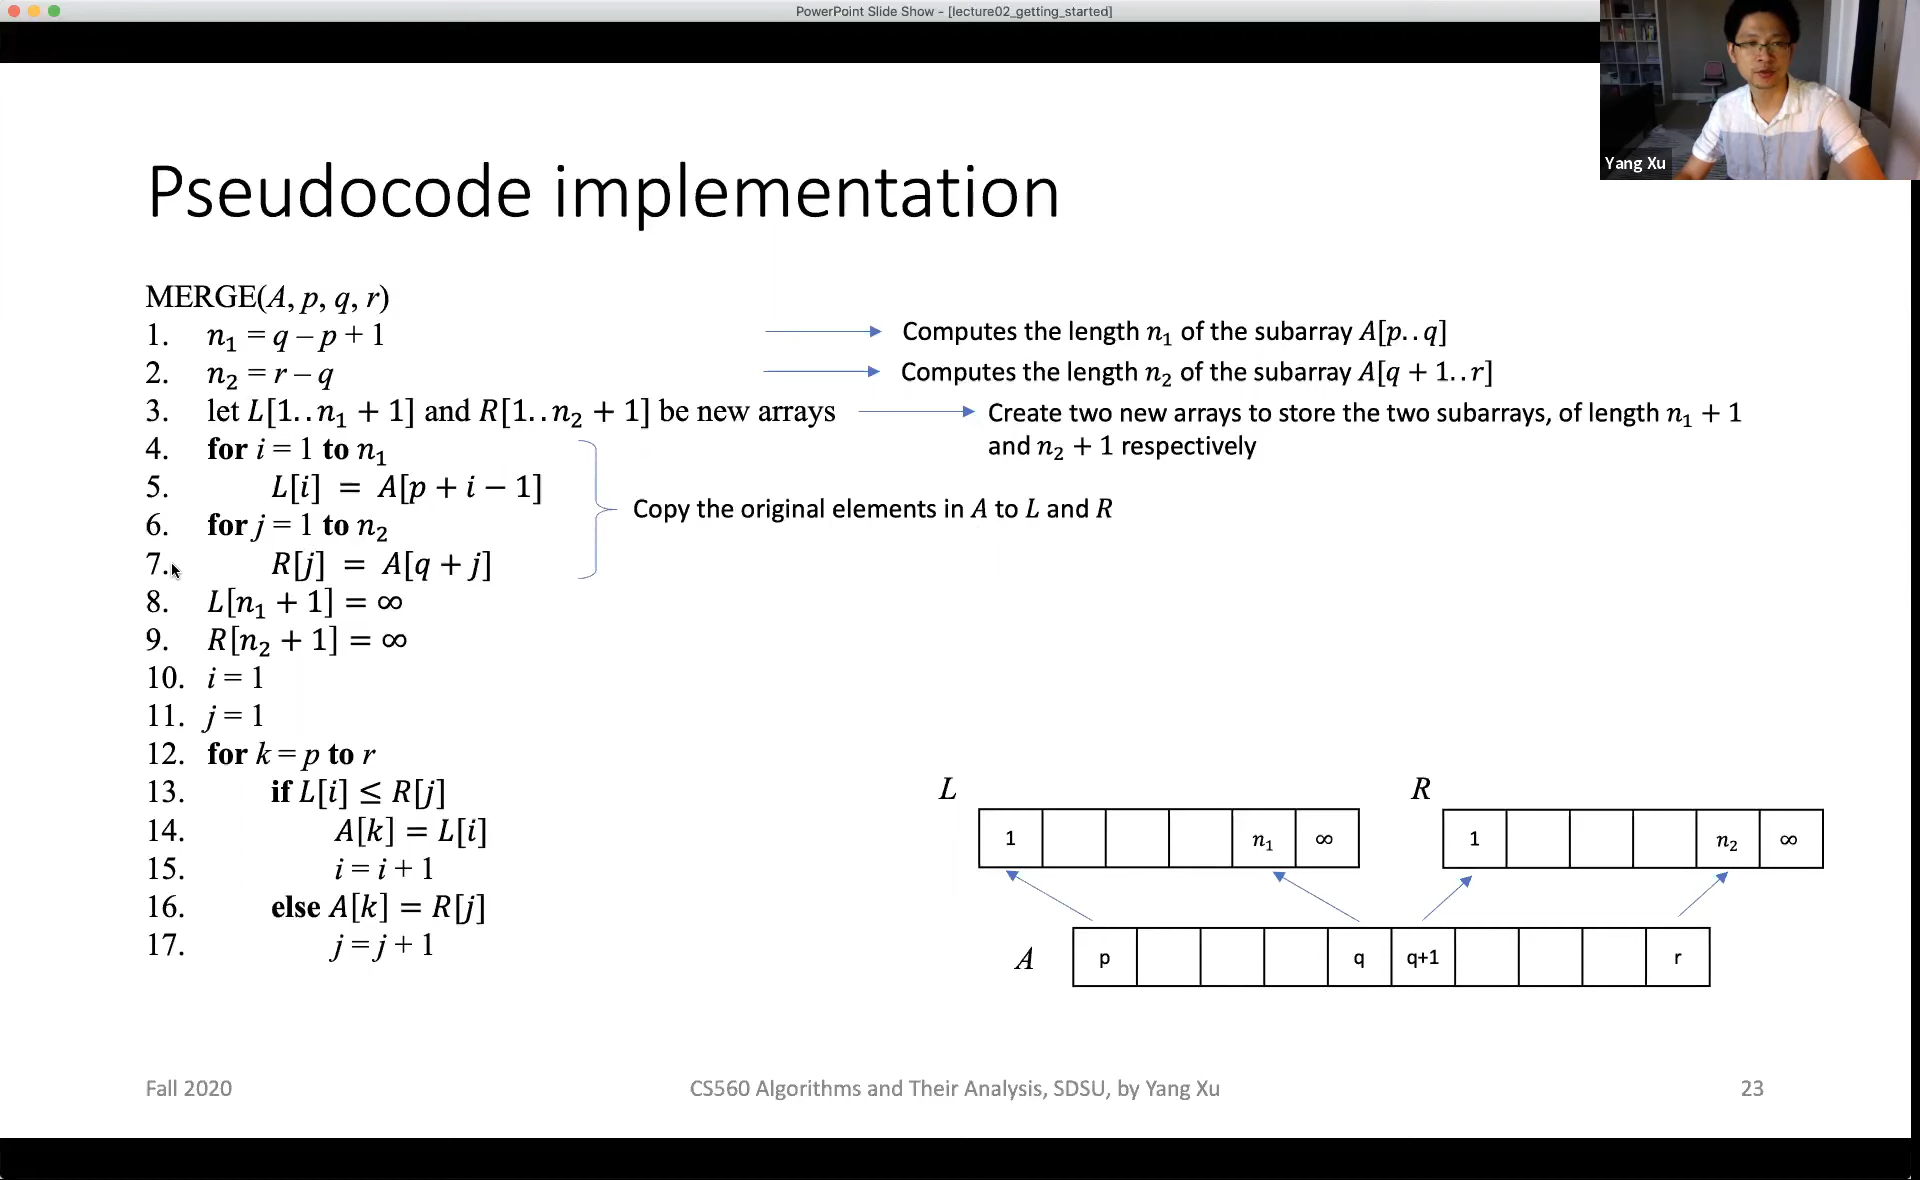 PowerPoint Slide Show - [lecture02_getting_started]
Yang Xu
Pseudocode implementation
MERGE(A, p, q, r)
1. n₁ = q – p + 1
Computes the length n₁ of the subarray A[p..q]
2. n₂ = r – q
Computes the length n₂ of the subarray A[q + 1..r]
3. let L[1..n₁ + 1] and R[1..n₂ + 1] be new arrays
Create two new arrays to store the two subarrays, of length n₁ + 1
and n₂ + 1 respectively
4. for i = 1 to n₁
5. L[i] = A[p + i − 1]
6. for j = 1 to n₂
7. R[j] = A[q + j]
Copy the original elements in A to L and R
8. L[n₁ + 1] = ∞
9. R[n₂ + 1] = ∞
10. i = 1
11. j = 1
12. for k = p to r
13. if L[i] ≤ R[j]
14. A[k] = L[i]
15. i = i + 1
16. else A[k] = R[j]
17. j = j + 1
L
1 n₁ ∞
R
1 n₂ ∞
A
p q q+1 r
Fall 2020
CS560 Algorithms and Their Analysis, SDSU, by Yang Xu
23